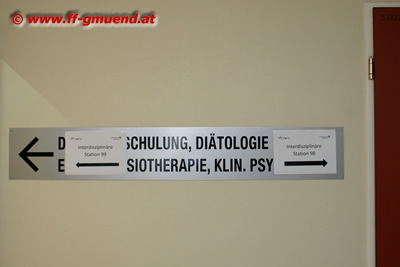 © www.ff-gmuend.at
D SCHULUNG, DIÄTOLOGIE
E SIOTHERAPIE, KLIN. PSY
Interdisziplinäre
Station 99
Interdisziplinäre
Station 98